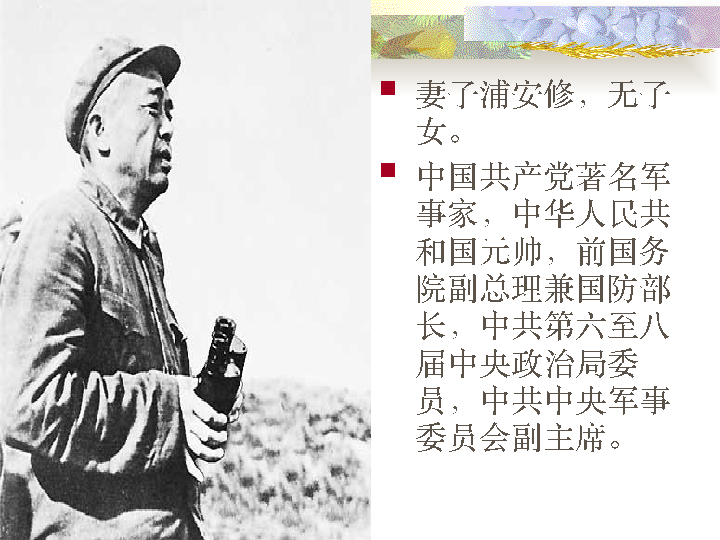 妻子浦安修，无子
女。
中国共产党著名军
事家，中华人民共
和国元帅，前国务
院副总理兼国防部
长，中共第六至八
届中央政治局委
员，中共中央军事
委员会副主席。